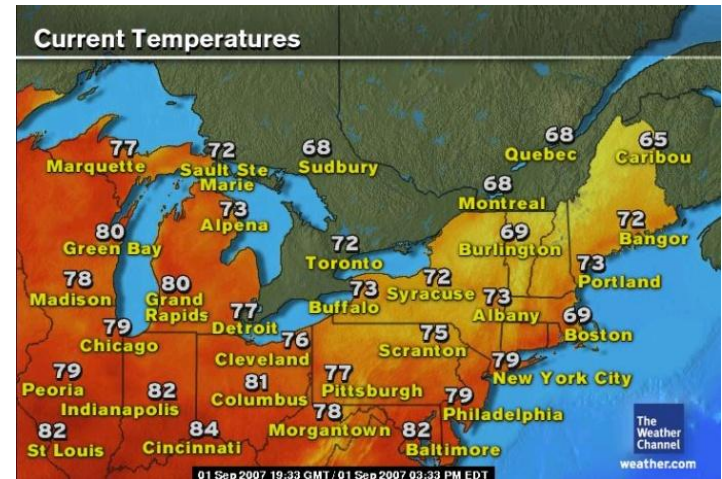 Current Temperatures
68
Quebec
65
Caribou
77
Marquette
72
Sault Ste
Marie
68
Sudbury
68
Montreal
73
Alpena
80
Green Bay
72
Toronto
69
Burlington
72
Bangor
78
Madison
80
Grand
Rapids
73
Buffalo
72
Syracuse
73
Albany
73
Portland
79
Chicago
77
Detroit
76
Cleveland
75
Scranton
69
Boston
79
Peoria
82
Indianapolis
81
Columbus
77
Pittsburgh
79
New York City
79
Philadelphia
82
St Louis
84
Cincinnati
78
Morgantown
82
Baltimore
The
Weather
Channel
weather.com
01 Sep 2007 19:33 GMT / 01 Sep 2007 03:33 PM EDT